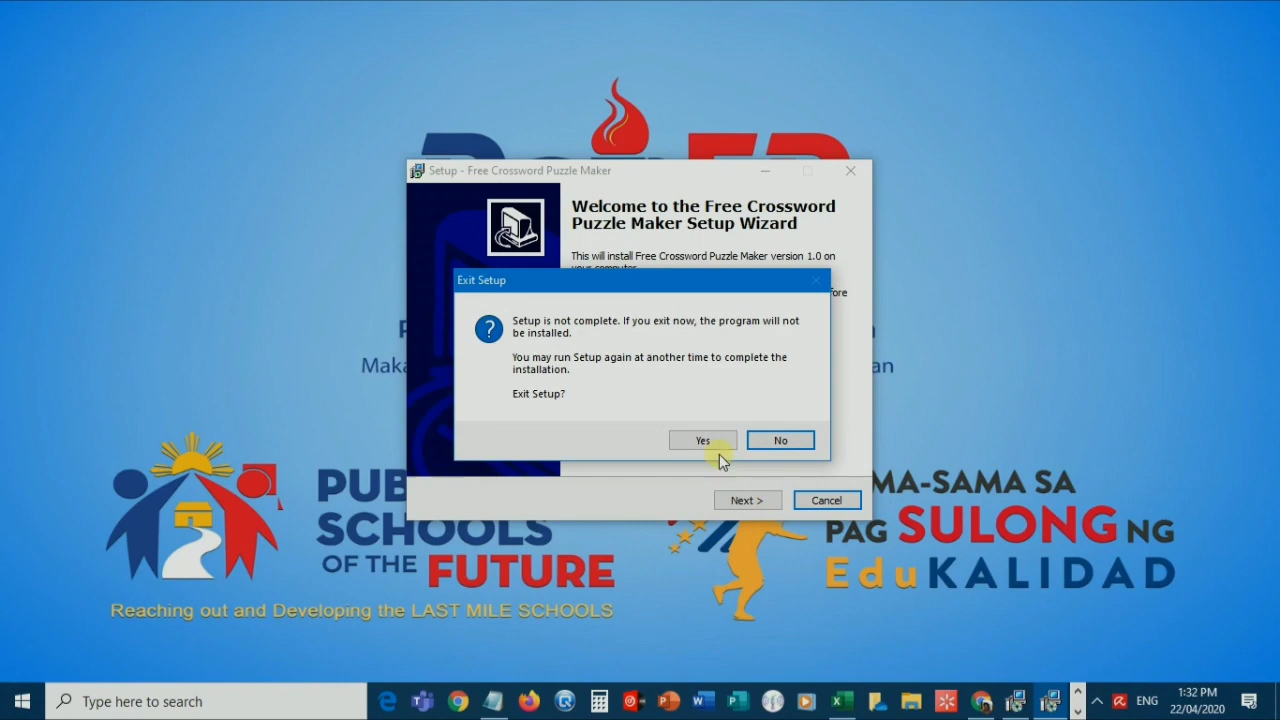 Setup - Free Crossword Puzzle Maker
Welcome to the Free Crossword
Puzzle Maker Setup Wizard
This will install Free Crossword Puzzle Maker version 1.0 on
your computer.
Exit Setup
Setup is not complete. If you exit now, the program will not
be installed.
You may run Setup again at another time to complete the
installation.
Exit Setup?
Yes
No
Next >
Cancel
SCHOOLS
OF THE FUTURE
Reaching out and Developing the LAST MILE SCHOOLS
MA-SAMA SA
PAG SULONG NG
EduKALIDAD
Type here to search
ENG
1:32 PM
22/04/2020